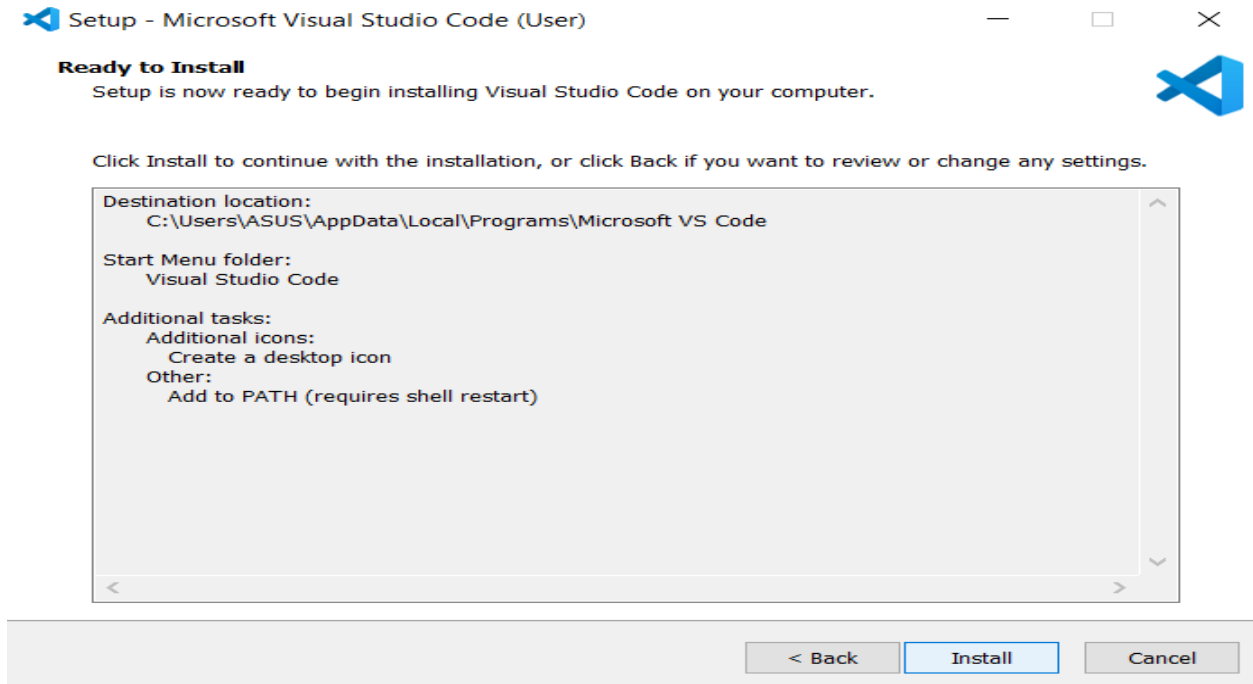 Setup - Microsoft Visual Studio Code (User)
Ready to Install
Setup is now ready to begin installing Visual Studio Code on your computer.
Click Install to continue with the installation, or click Back if you want to review or change any settings.
Destination location:
C:\Users\ASUS\AppData\Local\Programs\Microsoft VS Code
Start Menu folder:
Visual Studio Code
Additional tasks:
Additional icons:
Create a desktop icon
Other:
Add to PATH (requires shell restart)
< Back
Install
Cancel